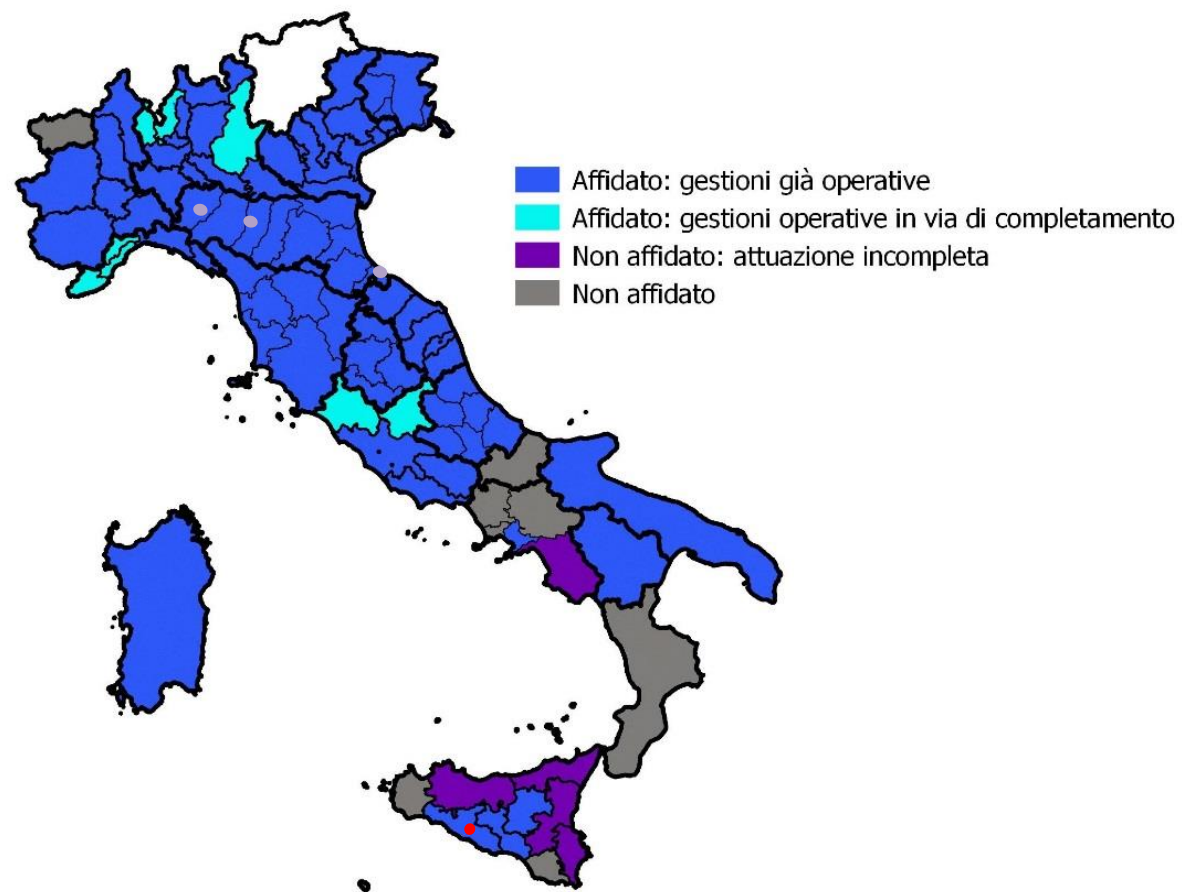 Affidato: gestioni già operative
Affidato: gestioni operative in via di completamento
Non affidato: attuazione incompleta
Non affidato